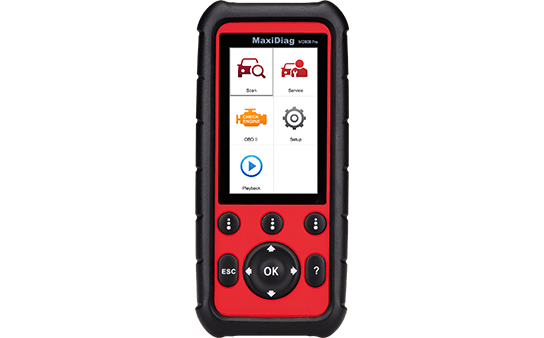 MaxiDiag MD808 Pro
Scan
Service
CHECK
ENGINE
OBD II
Setup
Playback
ESC
OK
?